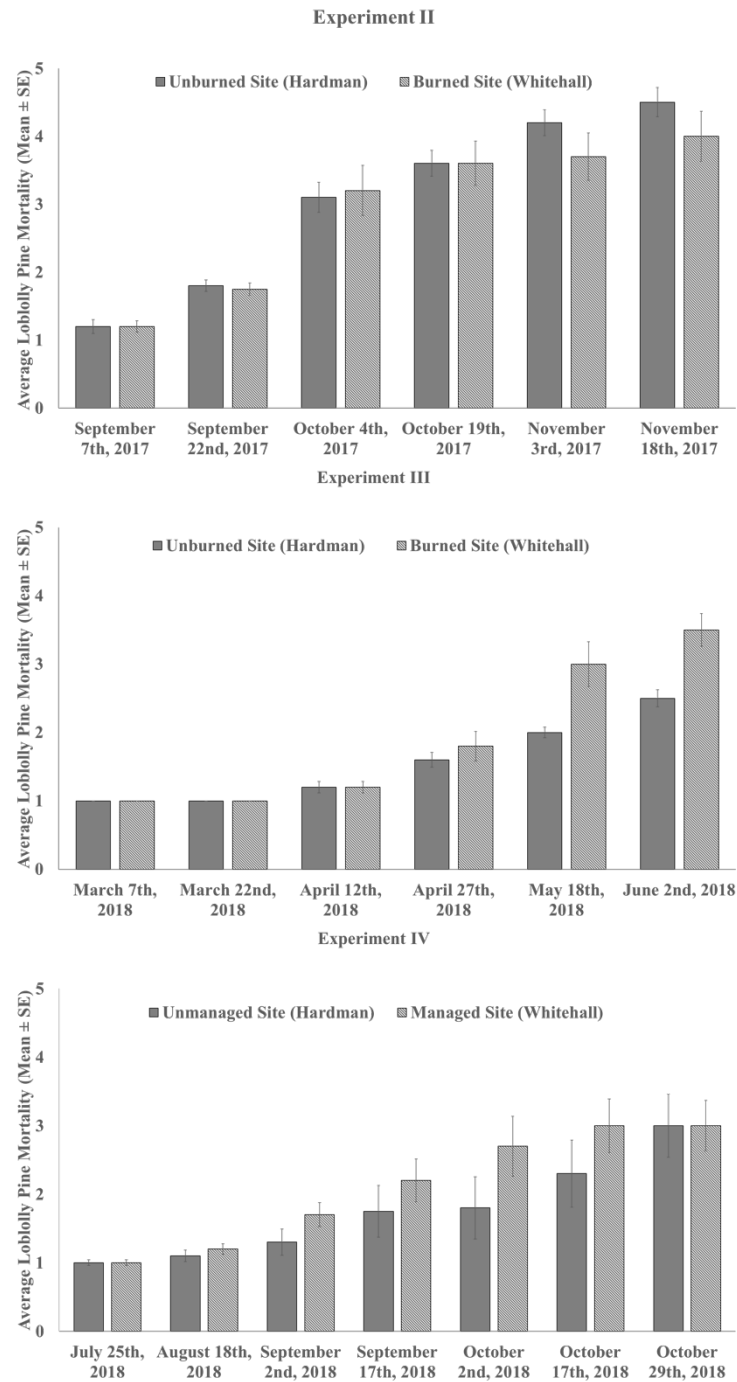 Experiment II
Average Loblolly Pine Mortality (Mean ± SE)
5
4
3
2
1
0
Unburned Site (Hardman)
Burned Site (Whitehall)
September
7th, 2017
September
22nd, 2017
October 4th,
2017
October 19th,
2017
November
3rd, 2017
November
18th, 2017
Experiment III
Average Loblolly Pine Mortality (Mean ± SE)
5
4
3
2
1
0
Unburned Site (Hardman)
Burned Site (Whitehall)
March 7th,
2018
March 22nd,
2018
April 12th,
2018
April 27th,
2018
May 18th,
2018
June 2nd, 2018
Experiment IV
Average Loblolly Pine Mortality (Mean ± SE)
5
4
3
2
1
0
Unmanaged Site (Hardman)
Managed Site (Whitehall)
July 25th,
2018
August 18th,
2018
September
2nd, 2018
September
17th, 2018
October
2nd, 2018
October
17th, 2018
October
29th, 2018